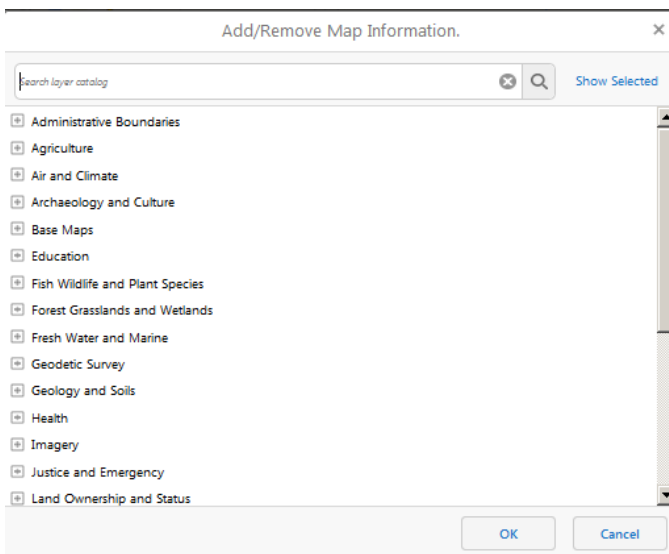 Add/Remove Map Information.
Search layer catalog
Show Selected
Administrative Boundaries
Agriculture
Air and Climate
Archaeology and Culture
Base Maps
Education
Fish Wildlife and Plant Species
Forest Grasslands and Wetlands
Fresh Water and Marine
Geodetic Survey
Geology and Soils
Health
Imagery
Justice and Emergency
Land Ownership and Status
OK
Cancel